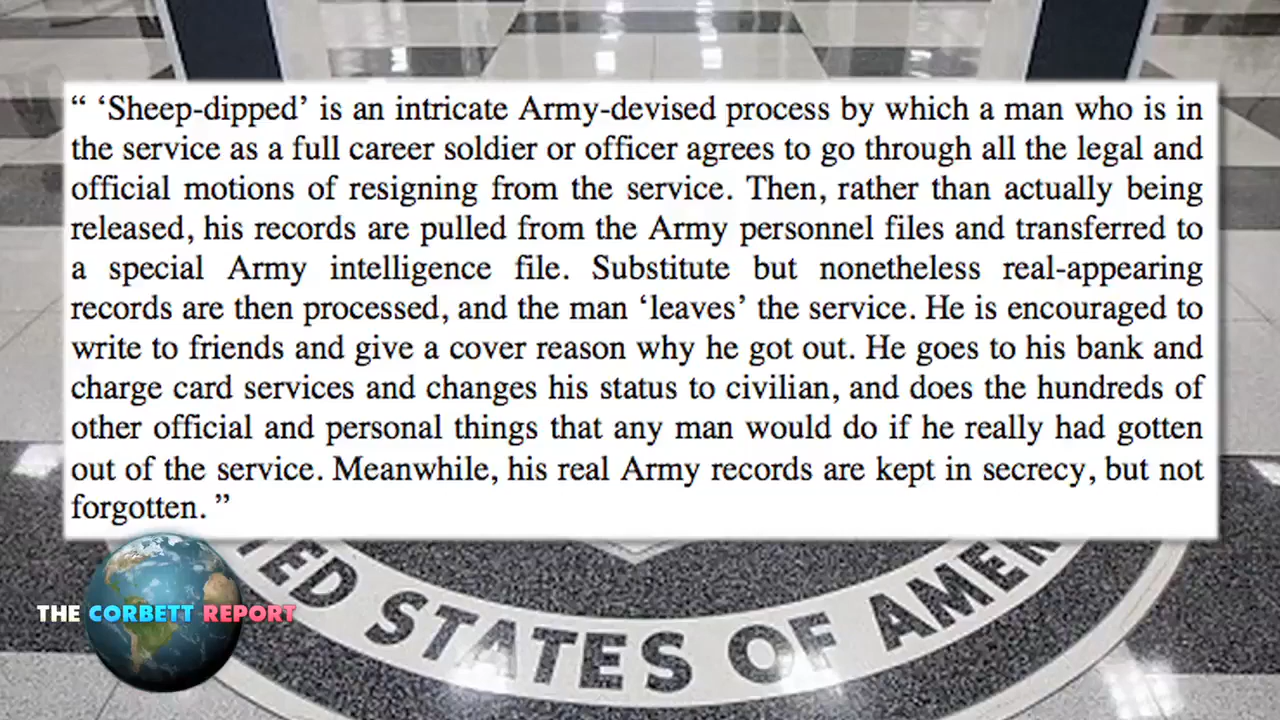 “ ‘Sheep-dipped’ is an intricate Army-devised process by which a man who is in
the service as a full career soldier or officer agrees to go through all the legal and
official motions of resigning from the service. Then, rather than actually being
released, his records are pulled from the Army personnel files and transferred to
a special Army intelligence file. Substitute but nonetheless real-appearing
records are then processed, and the man ‘leaves’ the service. He is encouraged to
write to friends and give a cover reason why he got out. He goes to his bank and
charge card services and changes his status to civilian, and does the hundreds of
other official and personal things that any man would do if he really had gotten
out of the service. Meanwhile, his real Army records are kept in secrecy, but not
forgotten. ”
TED STATES OF AMER
THE CORBETT REPORT